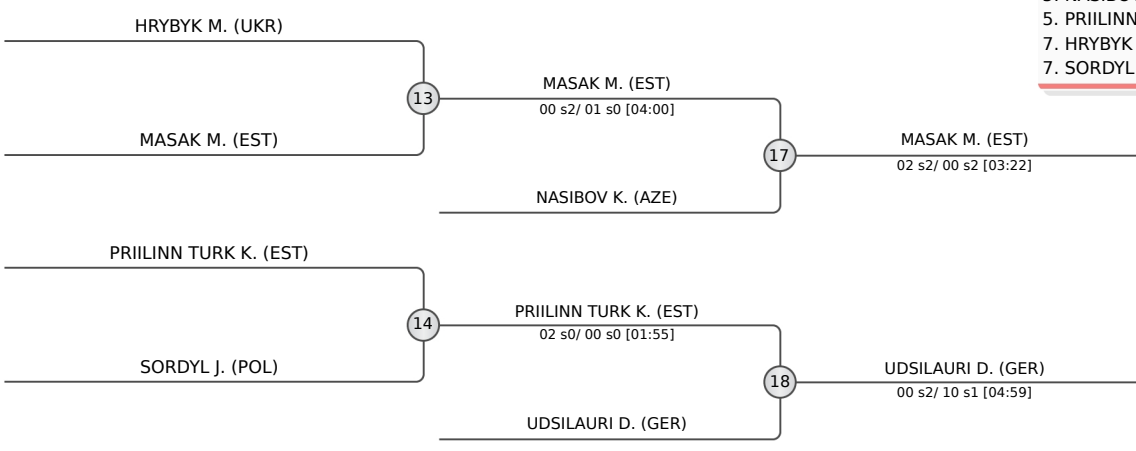 5. PRIILINN
7. HRYBYK
7. SORDYL
HRYBYK M. (UKR)
13
MASAK M. (EST)
MASAK M. (EST)
00 s2/ 01 s0 [04:00]
17
NASIBOV K. (AZE)
MASAK M. (EST)
02 s2/ 00 s2 [03:22]
PRIILINN TURK K. (EST)
14
SORDYL J. (POL)
PRIILINN TURK K. (EST)
02 s0/ 00 s0 [01:55]
18
UDSILAURI D. (GER)
UDSILAURI D. (GER)
00 s2/ 10 s1 [04:59]